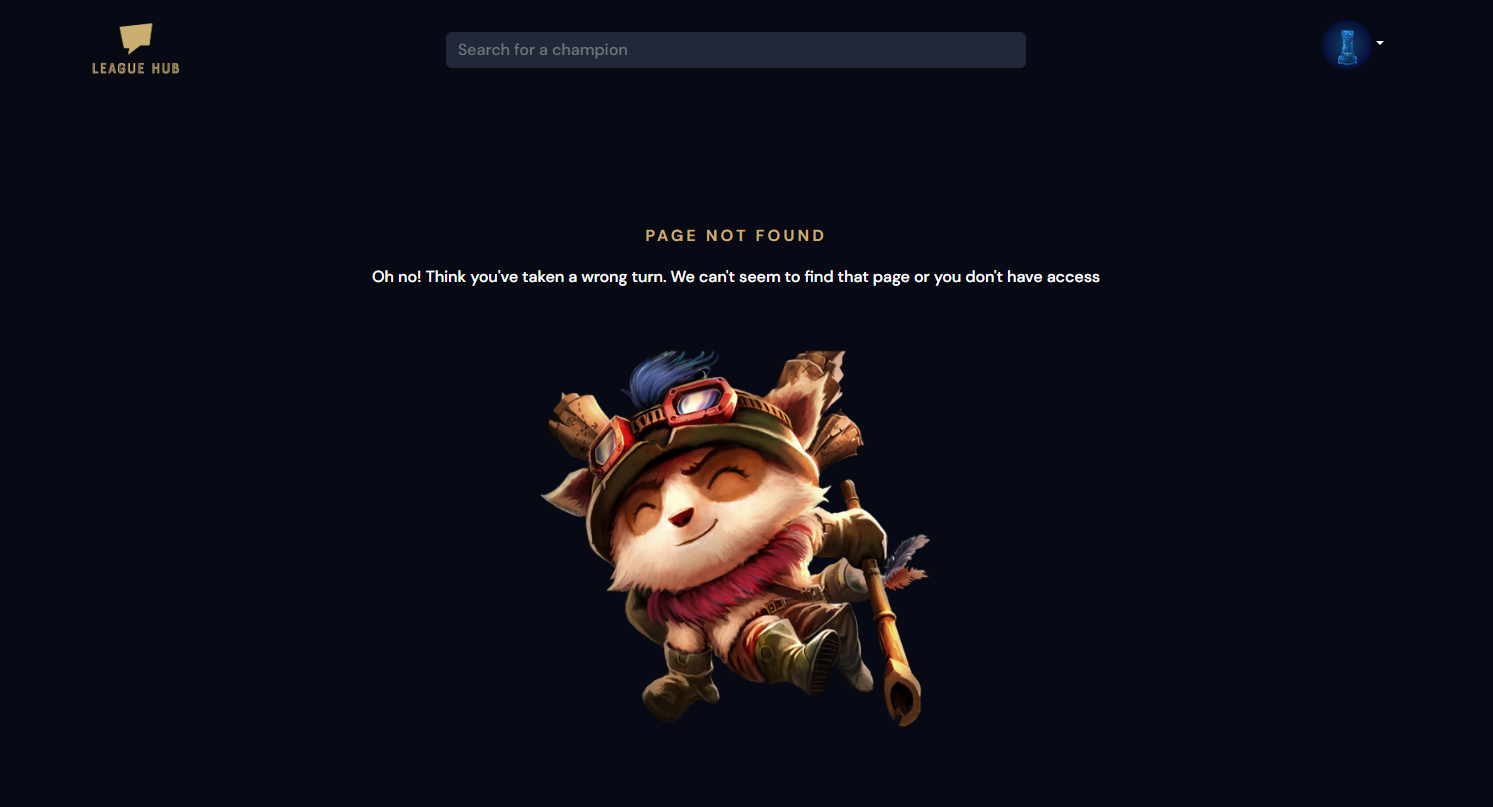 LEAGUE HUB
Search for a champion
PAGE NOT FOUND
Oh no! Think you've taken a wrong turn. We can't seem to find that page or you don't have access